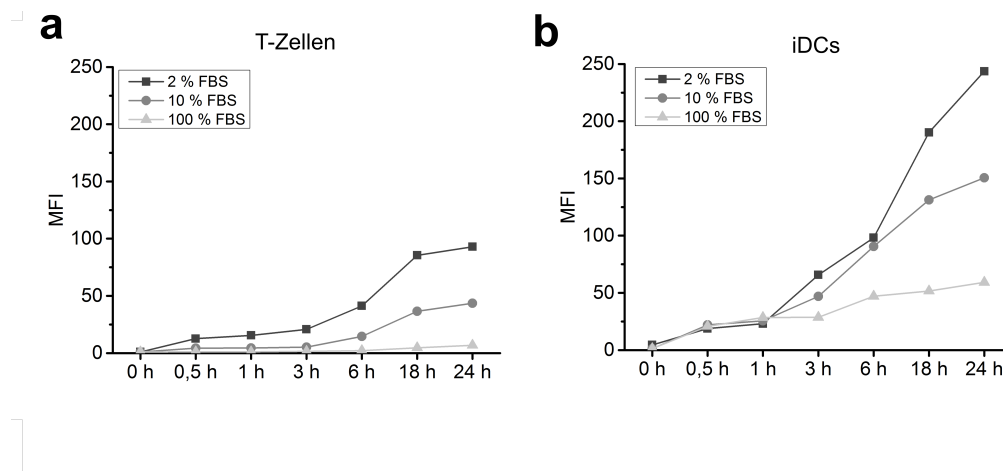 a
T-Zellen
250
200
150
100
50
0
MFI
2 % FBS
10 % FBS
100 % FBS
0 h 0,5 h 1 h 3 h 6 h 18 h 24 h
b
iDCs
250
200
150
100
50
0
MFI
2 % FBS
10 % FBS
100 % FBS
0 h 0,5 h 1 h 3 h 6 h 18 h 24 h